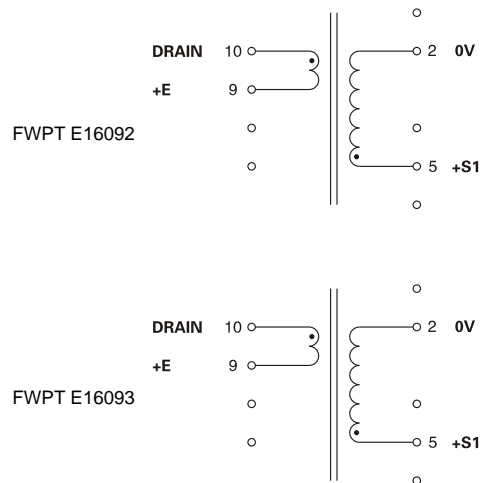 DRAIN 10 2 0V
+E 9
FWPT E16092
5 +S1
DRAIN 10 2 0V
+E 9
FWPT E16093
5 +S1